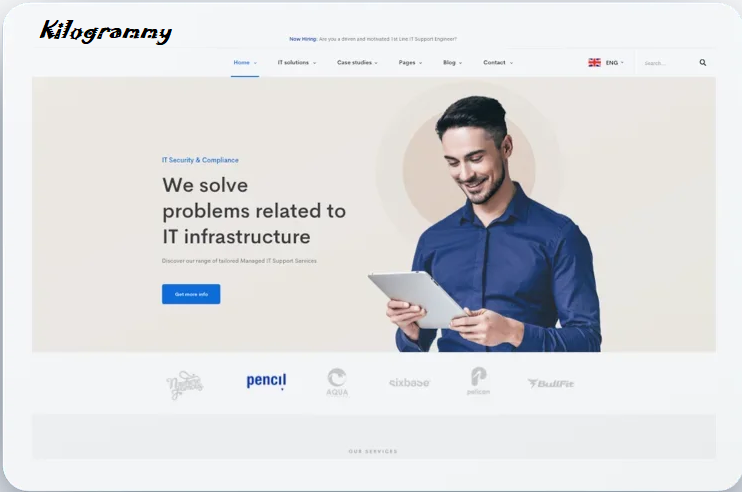 Kilogrammy
Now Hiring: Are you a driven and motivated 1st Line IT Support Engineer?
Home IT solutions Case studies Pages Blog Contact ENG Search...
IT Security & Compliance
We solve
problems related to
IT infrastructure
Discover our range of tailored Managed IT Support Services
Get more info
pencil AQUA sixbase pelican BullFit
OUR SERVICES